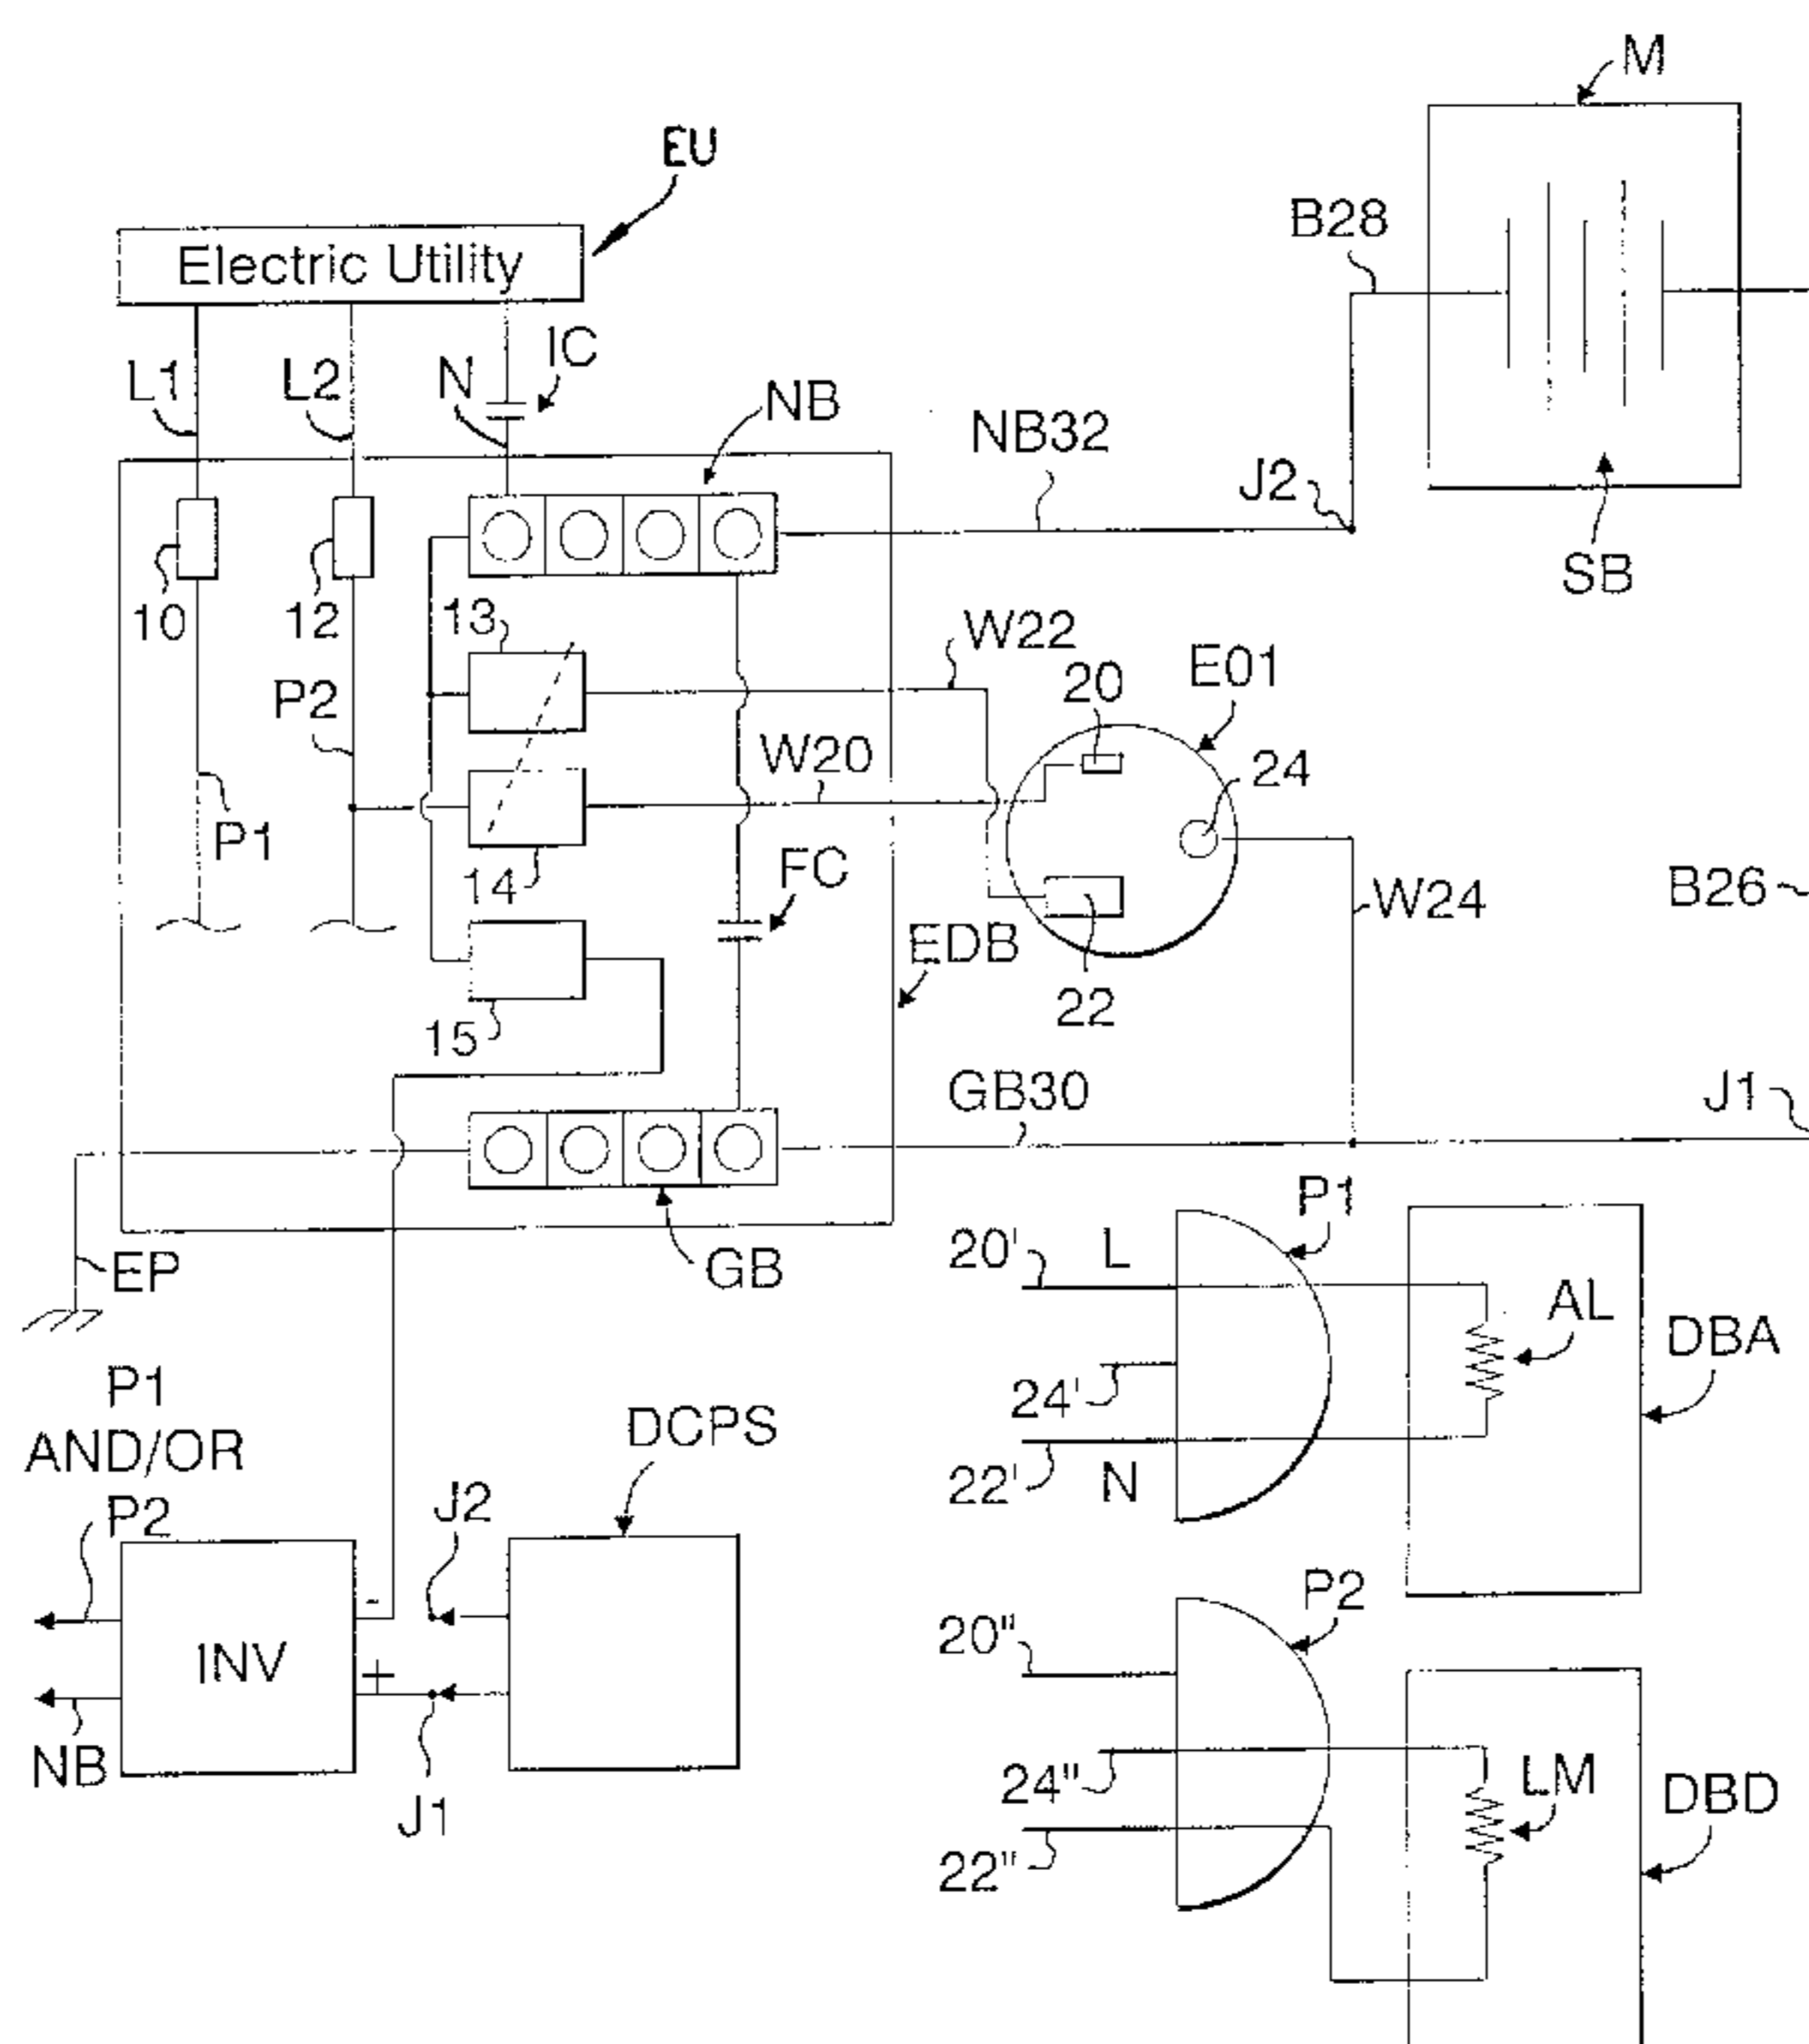 M
EU
B28
Electric Utility
IC
L1
L2
N
NB
NB32
J2
SB
10
12
13
W22
E01
20
P2
24
W20
P1
FC
14
W24
B26
EDB
22
15
GB30
J1
P1
20'
L
EP
GB
AL
DBA
P1
24'
AND/OR
DCPS
22'
N
P2
J2
P2
20"
-
INV
+
NB
24"
LM
DBD
J1
22"